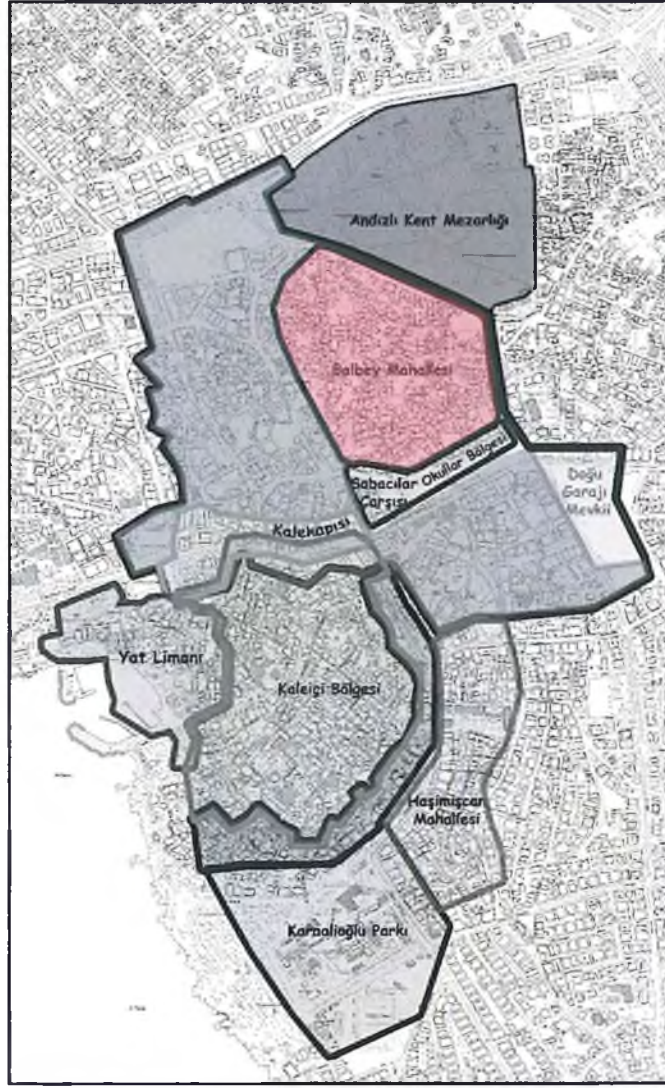 Andızlı Kent Mezarlığı
Balbey Mahallesi
Sabacılar
Çarşısı
Okullar Bölgesi
Doğu
Garajı
Mevkii
Kalekapısı
Yat Limanı
Kaleiçi Bölgesi
Haşimişcan
Mahallesi
Karaalioğlu Parkı